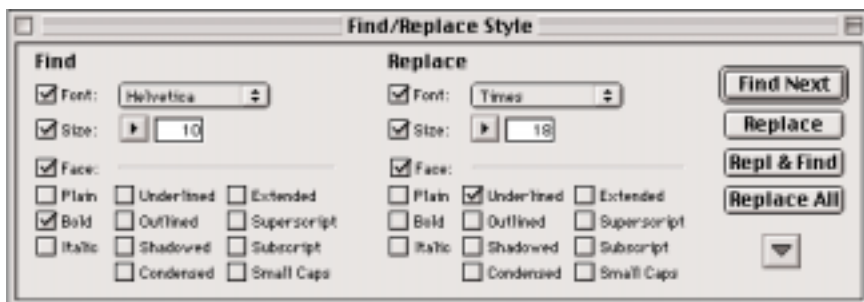 Find/Replace Style
Find
Font: Helvetica
Size: 10
Face:
Plain Underlined Extended
Bold Outlined Superscript
Italic Shadowed Subscript
Condensed Small Caps
Replace
Font: Times
Size: 18
Face:
Plain Underlined Extended
Bold Outlined Superscript
Italic Shadowed Subscript
Condensed Small Caps
Find Next
Replace
Repl & Find
Replace All